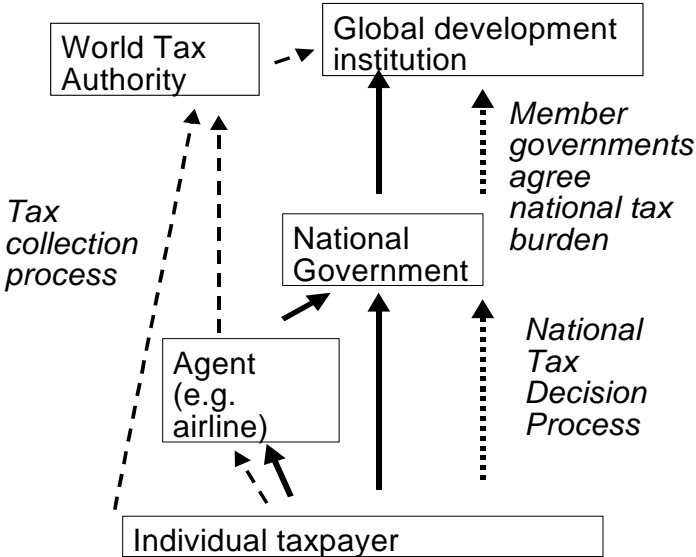 World Tax
Authority
Global development
institution
Member
governments
agree
national tax
burden
Tax
collection
process
National
Government
Agent
(e.g.
airline)
National
Tax
Decision
Process
Individual taxpayer